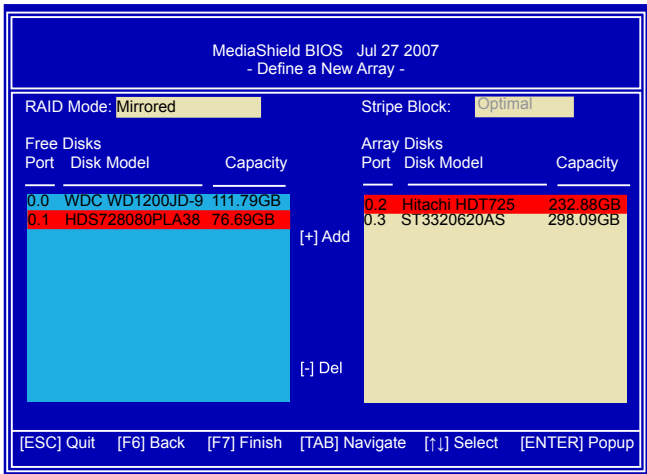 MediaShield BIOS Jul 27 2007
- Define a New Array -
RAID Mode: Mirrored Stripe Block: Optimal
Free Disks Array Disks
Port Disk Model Capacity Port Disk Model Capacity
0.0 WDC WD1200JD-9 111.79GB 0.2 Hitachi HDT725 232.88GB
0.1 HDS728080PLA38 76.69GB 0.3 ST3320620AS 298.09GB
[+] Add
[-] Del
[ESC] Quit [F6] Back [F7] Finish [TAB] Navigate [↑↓] Select [ENTER] Popup